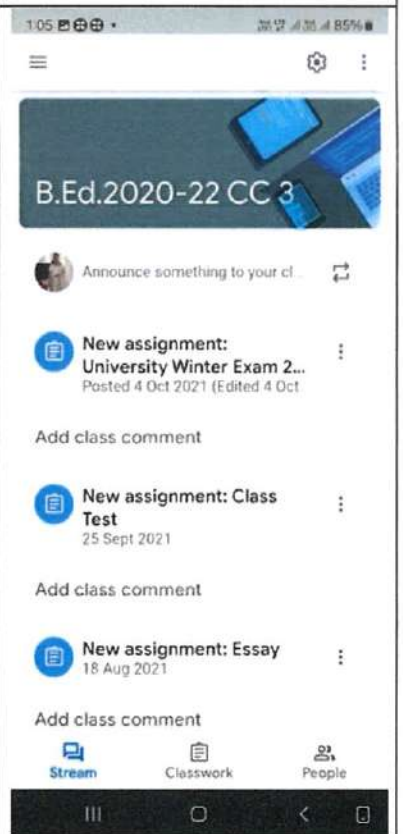 1:05
85%
B.Ed.2020-22 CC 3
Announce something to your cl...
New assignment:
University Winter Exam 2...
Posted 4 Oct 2021 (Edited 4 Oct
Add class comment
New assignment: Class
Test
25 Sept 2021
Add class comment
New assignment: Essay
18 Aug 2021
Add class comment
Stream
Classwork
People